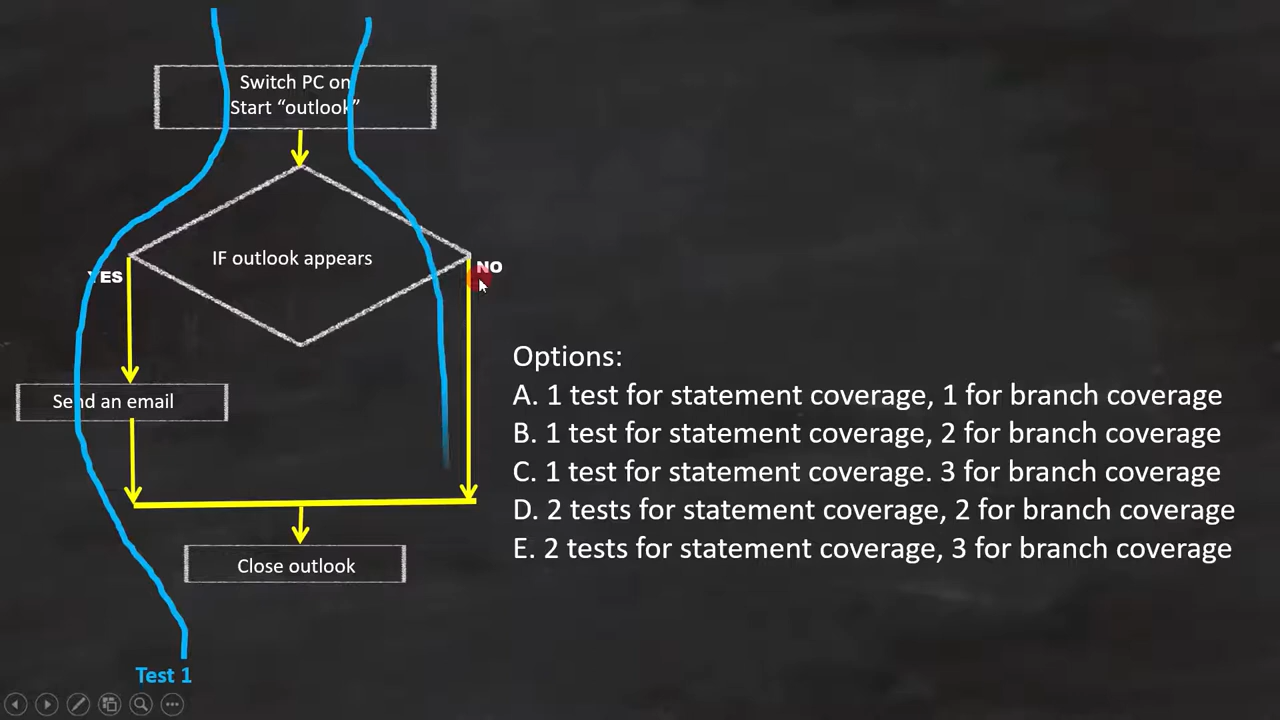 Switch PC on
Start “outlook”
IF outlook appears
YES
NO
Send an email
Close outlook
Test 1
Options:
A. 1 test for statement coverage, 1 for branch coverage
B. 1 test for statement coverage, 2 for branch coverage
C. 1 test for statement coverage. 3 for branch coverage
D. 2 tests for statement coverage, 2 for branch coverage
E. 2 tests for statement coverage, 3 for branch coverage